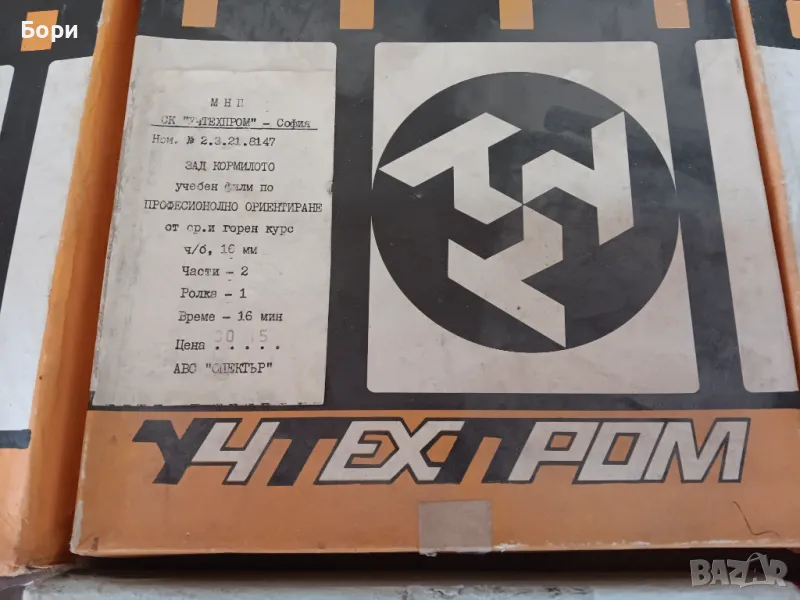 Бори
МНП
СК "УЧТЕХПРОМ" - София
Ном. № 2.3.21.8147
ЗАД КОРМИЛОТО
учебен филм по
ПРОФЕСИОНОЛНО ОРИЕНТИРАНЕ
от ср.и горен курс
ч/б, 16 мм
Части - 2
Ролка - 1
Време - 16 мин
Цена . . . . .
АВС "СПЕКТЪР"
УЧТЕХПРОМ
BAZAR